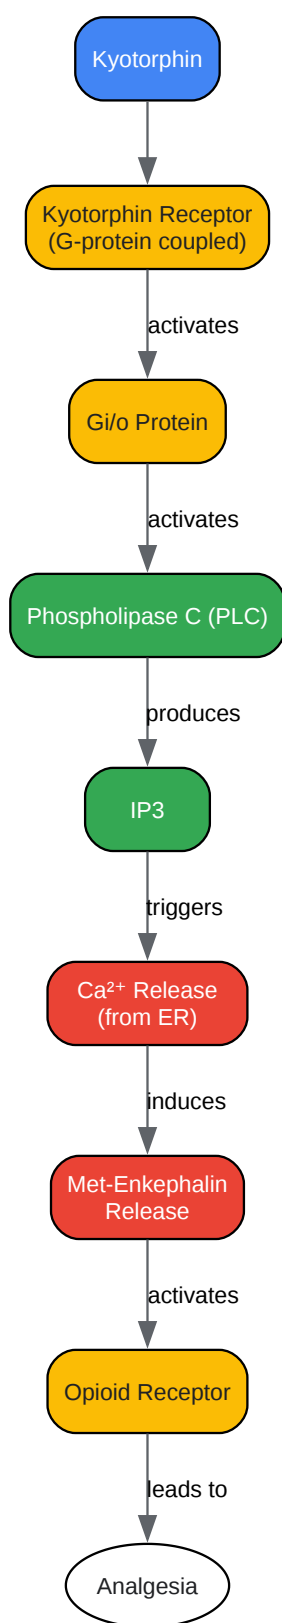 Kyotorphin
Kyotorphin Receptor
(G-protein coupled)
activates
Gi/o Protein
activates
Phospholipase C (PLC)
produces
IP3
triggers
Ca²⁺ Release
(from ER)
induces
Met-Enkephalin
Release
activates
Opioid Receptor
leads to
Analgesia